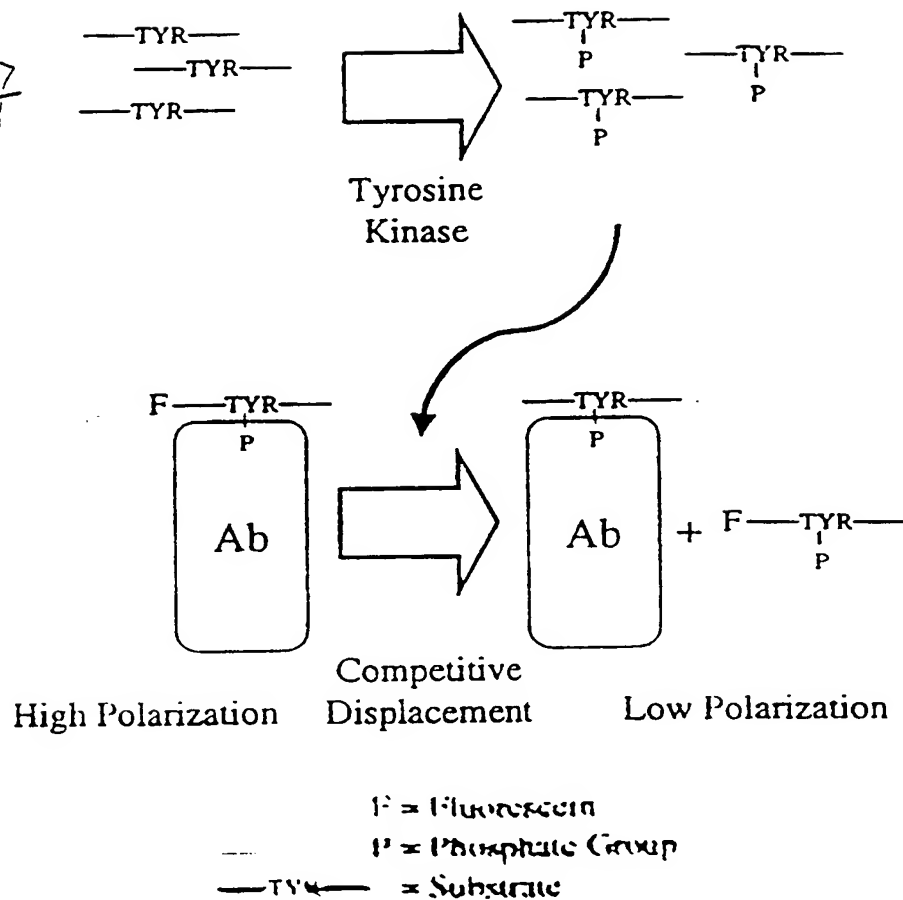 TYR TYR
P
TYR TYR
P
TYR TYR
P
Tyrosine
Kinase
F TYR TYR
P P
Ab Ab + F TYR
P
Competitive
High Polarization Displacement Low Polarization
F = Fluorescein
P = Phosphate Group
TYR = Substrate